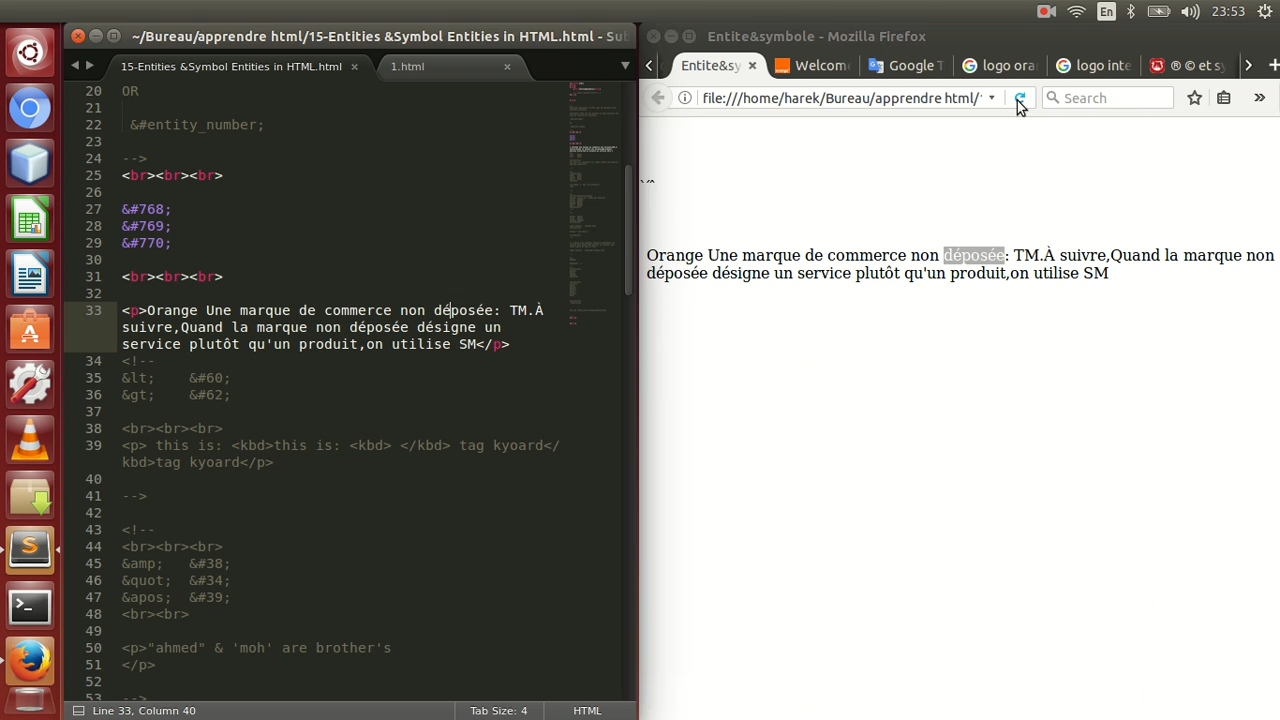 En
23:53
~/Bureau/apprendre html/15-Entities &Symbol Entities in HTML.html - Sub
15-Entities &Symbol Entities in HTML.html
1.html
20 OR
21
22 &#entity_number;
23
24 -->
25 <br><br><br>
26
27 &#768;
28 &#769;
29 &#770;
30
31 <br><br><br>
32
33 <p>Orange Une marque de commerce non déposée: TM.À
suivre,Quand la marque non déposée désigne un
service plutôt qu'un produit,on utilise SM</p>
34 <!--
35 &lt; &#60;
36 &gt; &#62;
37
38 <br><br><br>
39 <p> this is: <kbd>this is: <kbd> </kbd> tag kyoard</
kbd>tag kyoard</p>
40
41 -->
42
43 <!--
44 <br><br><br>
45 &amp; &#38;
46 &quot; &#34;
47 &apos; &#39;
48 <br><br>
49
50 <p>"ahmed" & 'moh' are brother's
51 </p>
52
53 -->
Line 33, Column 40
Tab Size: 4
HTML
Entite&symbole - Mozilla Firefox
Entite&sy
Welcome
Google T
logo ora
logo inte
® © et sy
file:///home/harek/Bureau/apprendre html/
Search
Orange Une marque de commerce non déposée: TM.À suivre,Quand la marque non
déposée désigne un service plutôt qu'un produit,on utilise SM